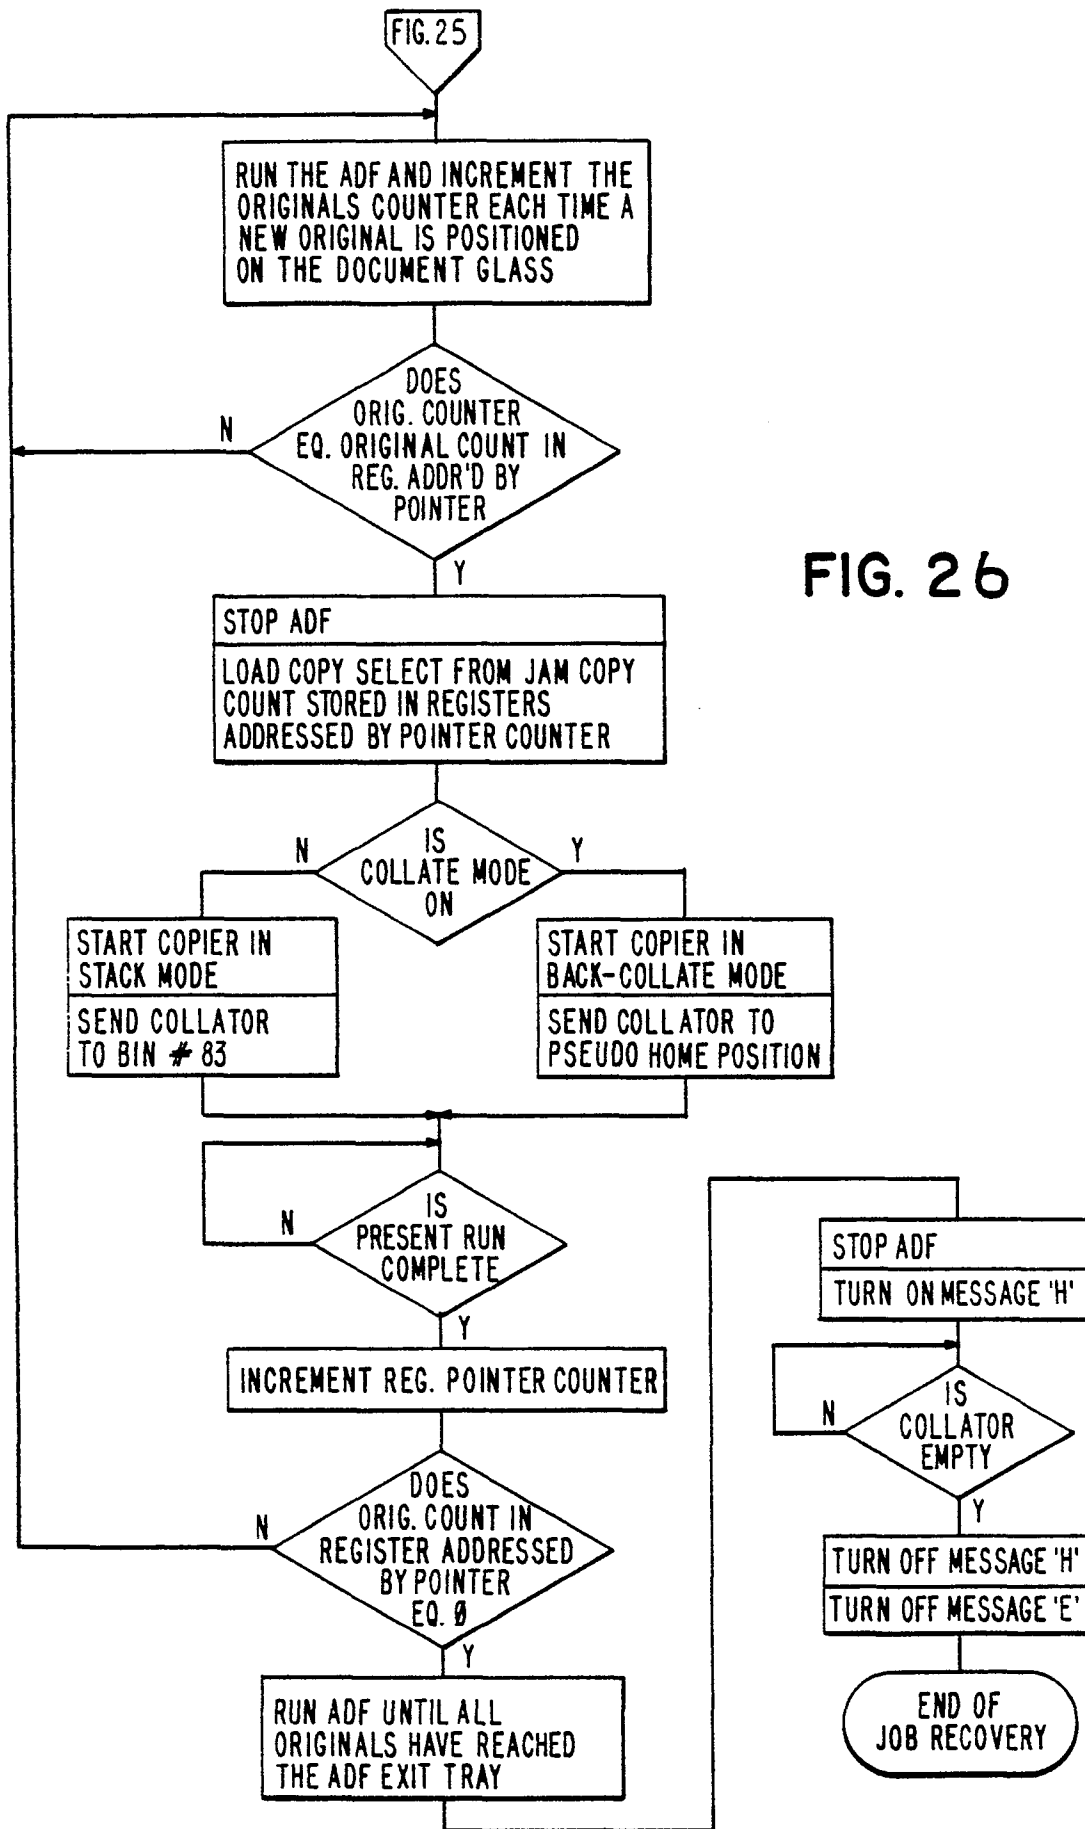 FIG. 25
RUN THE ADF AND INCREMENT THE
ORIGINALS COUNTER EACH TIME A
NEW ORIGINAL IS POSITIONED
ON THE DOCUMENT GLASS
DOES
ORIG. COUNTER
EQ. ORIGINAL COUNT IN
REG. ADDR'D BY
POINTER
N
Y
FIG. 26
STOP ADF
LOAD COPY SELECT FROM JAM COPY
COUNT STORED IN REGISTERS
ADDRESSED BY POINTER COUNTER
IS
COLLATE MODE
ON
N
Y
START COPIER IN
STACK MODE
SEND COLLATOR
TO BIN # 83
START COPIER IN
BACK-COLLATE MODE
SEND COLLATOR TO
PSEUDO HOME POSITION
IS
PRESENT RUN
COMPLETE
N
Y
INCREMENT REG. POINTER COUNTER
DOES
ORIG. COUNT IN
REGISTER ADDRESSED
BY POINTER
EQ. Ø
N
Y
RUN ADF UNTIL ALL
ORIGINALS HAVE REACHED
THE ADF EXIT TRAY
STOP ADF
TURN ON MESSAGE 'H'
IS
COLLATOR
EMPTY
N
Y
TURN OFF MESSAGE 'H'
TURN OFF MESSAGE 'E'
END OF
JOB RECOVERY